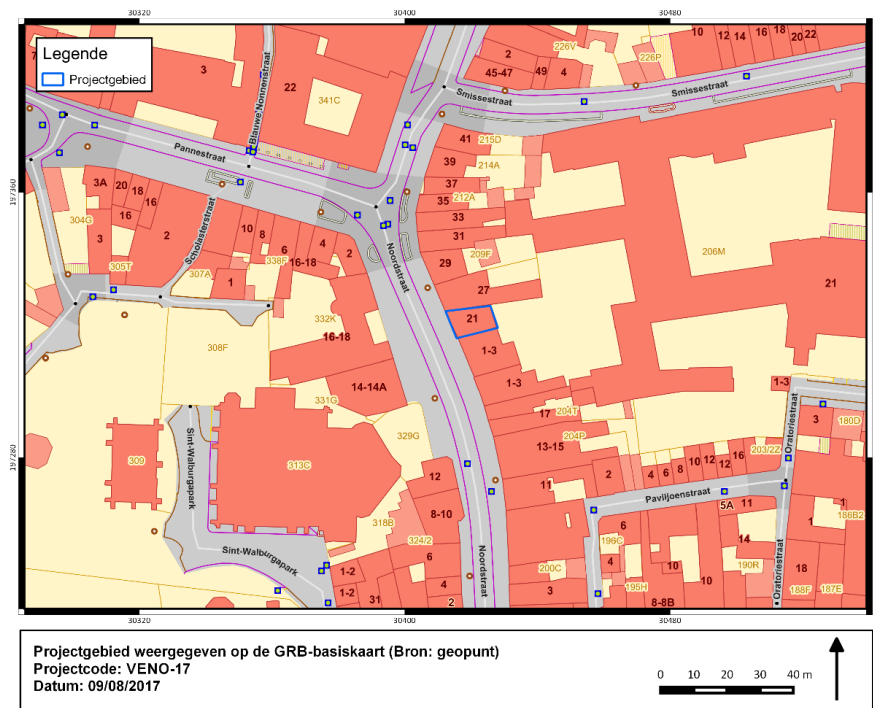 30320
30400
30480
Legende
Projectgebied
7
3
22
341C
Blauwe Nonnenstraat
2
45-47
49
4
226V
226P
10
12
14
16
18
20
22
Smissestraat
Smissestraat
Pannestraat
41
215D
39
214A
37
212A
35
33
31
29
209F
27
21
1-3
1-3
17
204T
204P
13-15
11
206M
21
197360
3A
20
18
16
16
304G
3
305T
2
Scholasterstraat
307A
10
8
6
338F
16-18
4
2
1
Noordstraat
332K
16-18
308F
14-14A
331G
329G
197280
309
313C
Sint-Walburgapark
Sint-Walburgapark
318B
324/2
12
8-10
6
4
2
1-2
1-2
31
Noordstraat
2
4
6
8
10
12
12
16
203/2Z
1-3
3
180D
Oratoriestraat
Paviljoenstraat
5A
11
6
196C
4
200C
3
195H
8-8B
10
10
14
190R
Oratoriestraat
1
1
186B2
18
188F
187E
30320
30400
30480
Projectgebied weergegeven op de GRB-basiskaart (Bron: geopunt)
Projectcode: VENO-17
Datum: 09/08/2017
0 10 20 30 40 m